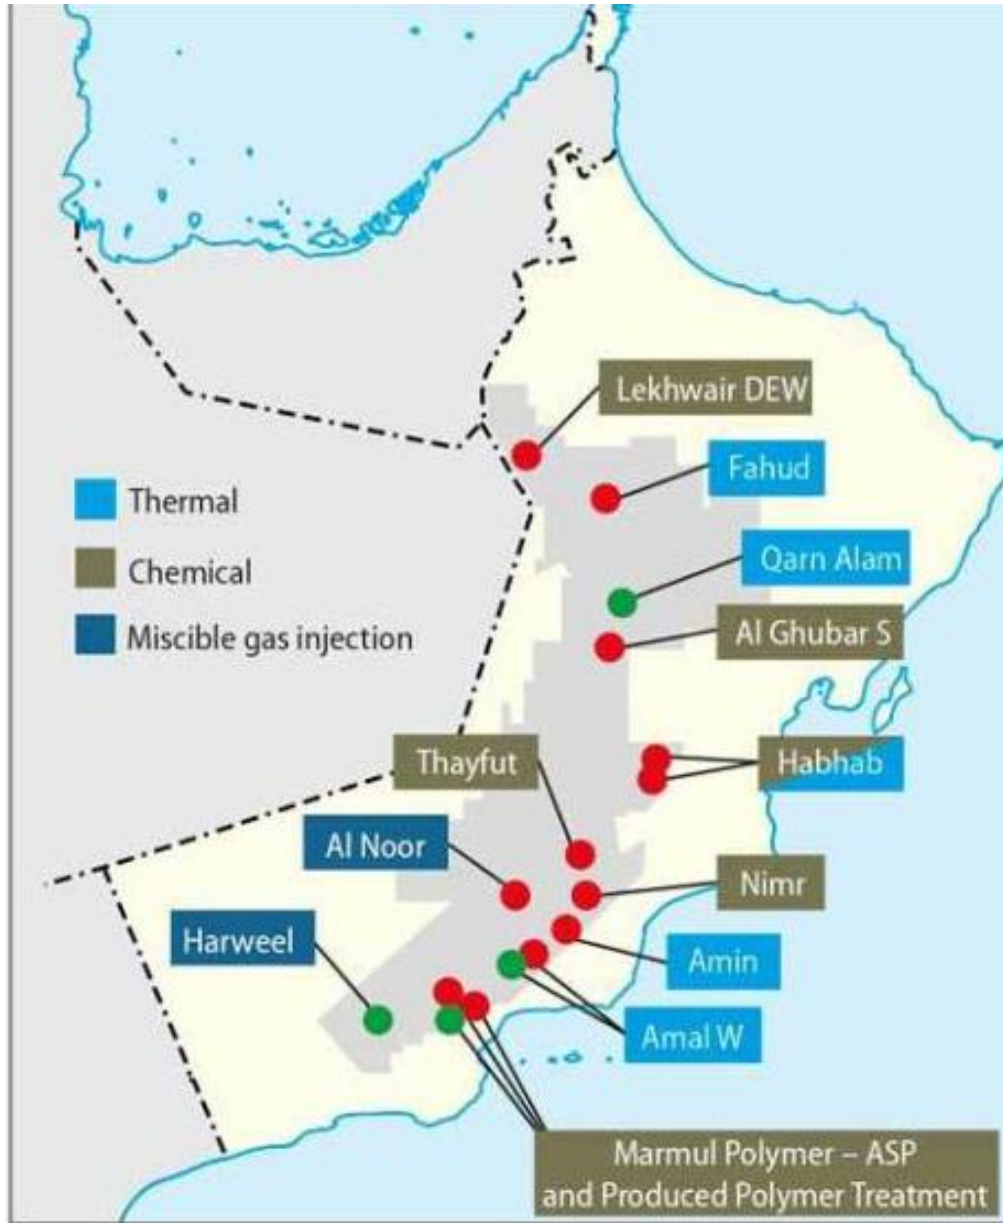 Lekhwair DEW
Fahud
Thermal
Qarn Alam
Chemical
Al Ghubar S
Miscible gas injection
Thayfut
Habhab
Al Noor
Nimr
Harweel
Amin
Amal W
Marmul Polymer – ASP
and Produced Polymer Treatment